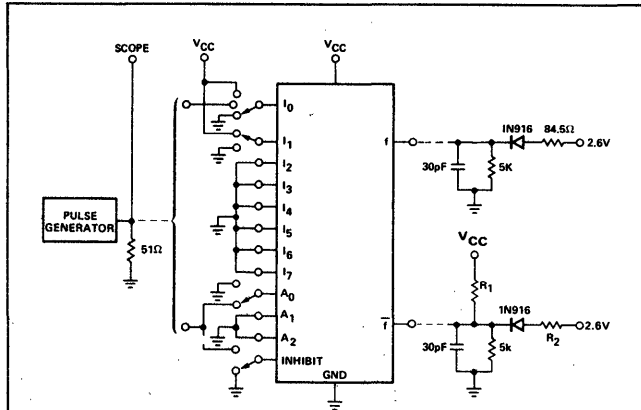 SCOPE
VCC
VCC
I0
I1
f
1N916
84.5Ω
2.6V
30pF
5K
I2
I3
I4
I5
I6
I7
PULSE
GENERATOR
51Ω
VCC
R1
A0
A1
A2
f̅
1N916
R2
2.6V
30pF
5k
INHIBIT
GND